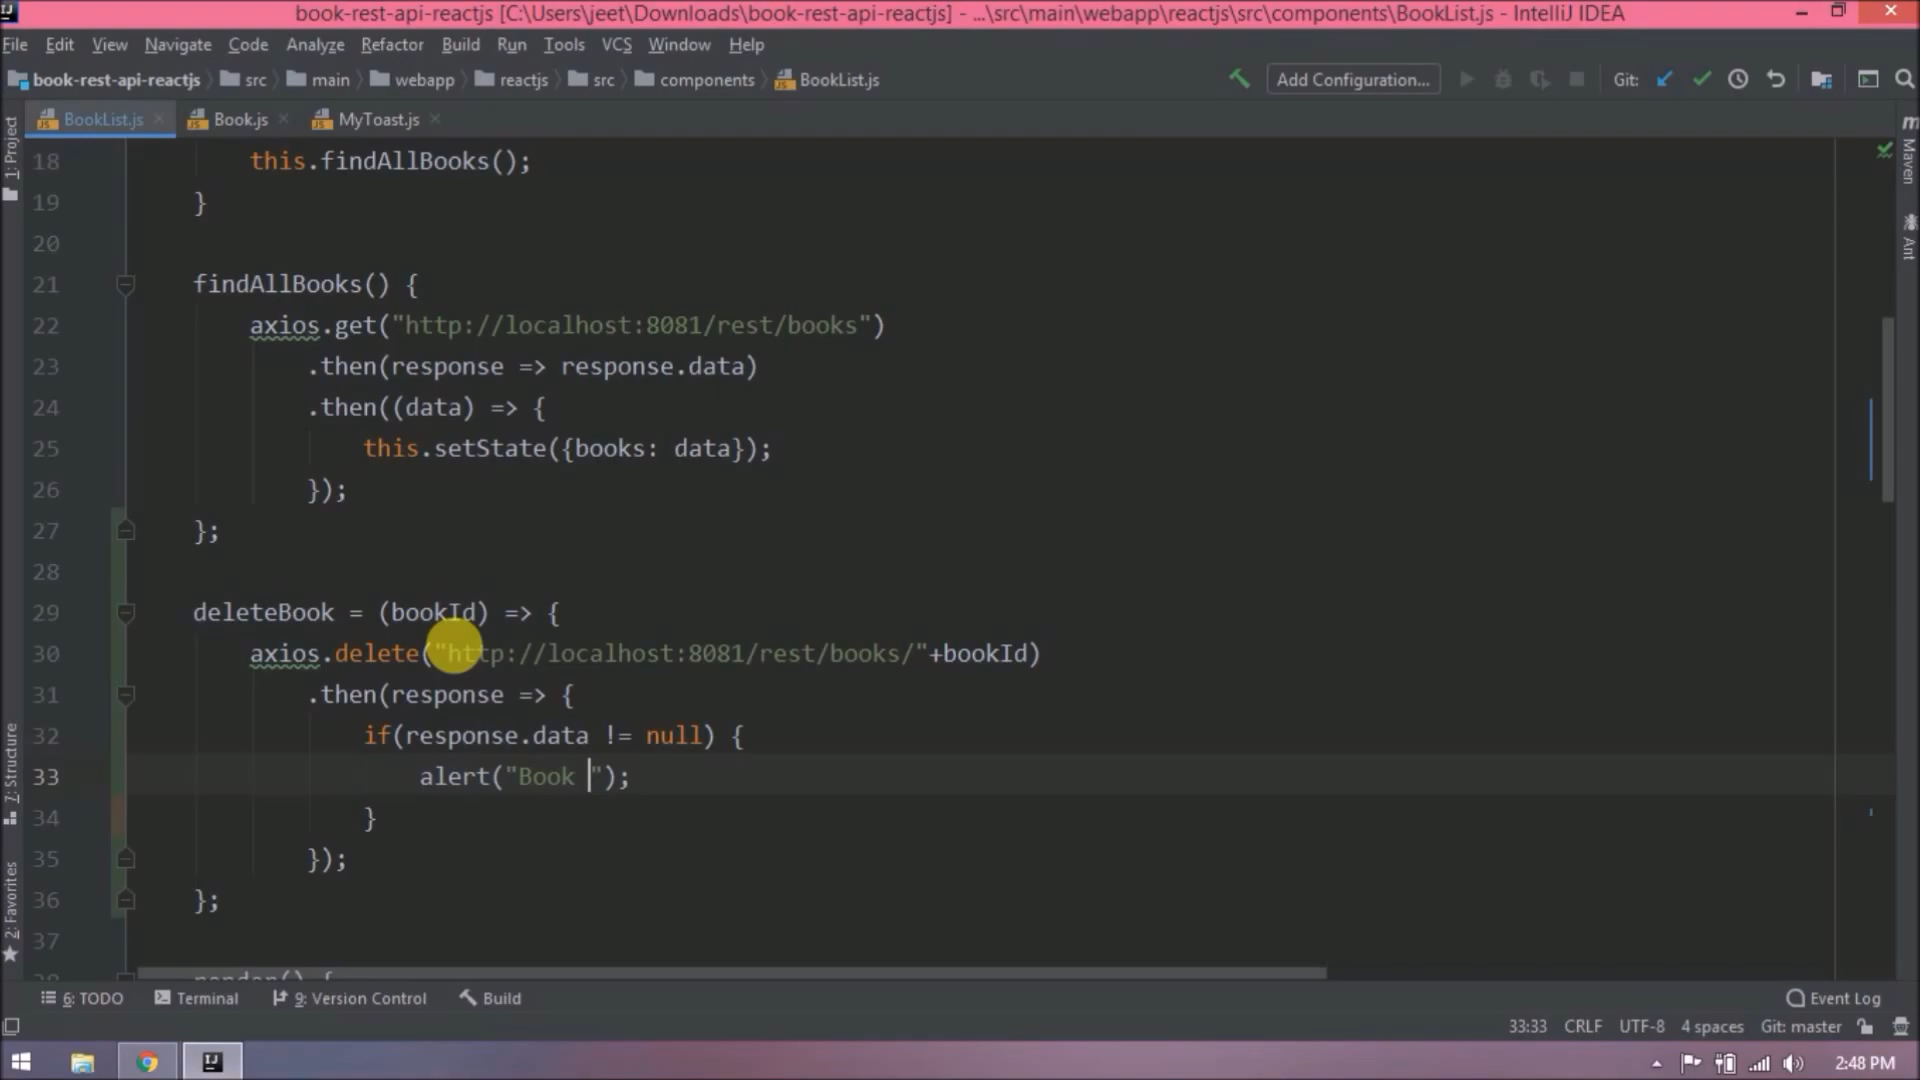 book-rest-api-reactjs [C:\Users\jeet\Downloads\book-rest-api-reactjs] - ...\src\main\webapp\reactjs\src\components\BookList.js - IntelliJ IDEA
File Edit View Navigate Code Analyze Refactor Build Run Tools VCS Window Help
book-rest-api-reactjs src main webapp reactjs src components BookList.js Add Configuration... Git:
BookList.js Book.js MyToast.js
1: Project
Maven
Ant
7: Structure
2: Favorites
18 this.findAllBooks();
19 }
20
21 findAllBooks() {
22 axios.get("http://localhost:8081/rest/books")
23 .then(response => response.data)
24 .then((data) => {
25 this.setState({books: data});
26 });
27 };
28
29 deleteBook = (bookId) => {
30 axios.delete("http://localhost:8081/rest/books/"+bookId)
31 .then(response => {
32 if(response.data != null) {
33 alert("Book ");
34 }
35 });
36 };
37
38 render() {
6: TODO Terminal 9: Version Control Build Event Log
33:33 CRLF UTF-8 4 spaces Git: master
2:48 PM